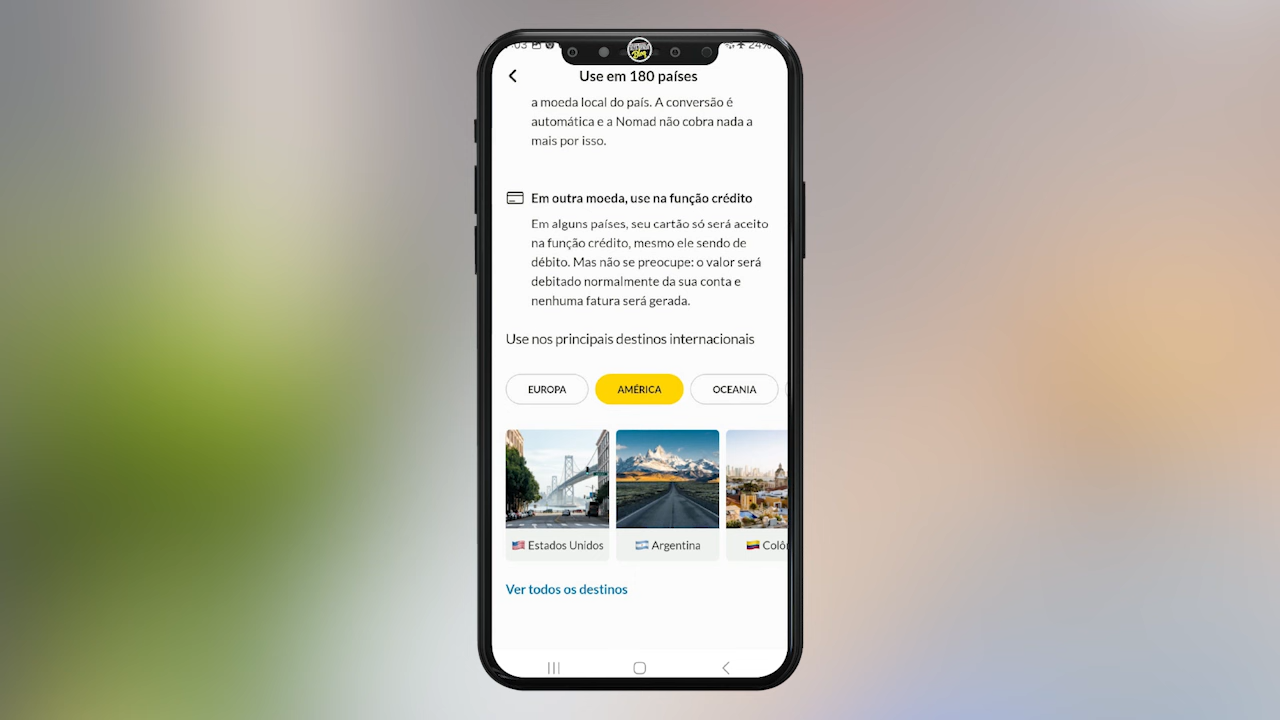 24%
Use em 180 países
a moeda local do país. A conversão é
automática e a Nomad não cobra nada a
mais por isso.
Em outra moeda, use na função crédito
Em alguns países, seu cartão só será aceito
na função crédito, mesmo ele sendo de
débito. Mas não se preocupe: o valor será
debitado normalmente da sua conta e
nenhuma fatura será gerada.
Use nos principais destinos internacionais
EUROPA AMÉRICA OCEANIA
Estados Unidos Argentina Colô
Ver todos os destinos